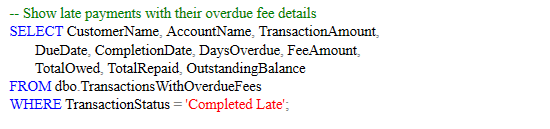 -- Show late payments with their overdue fee details
SELECT CustomerName, AccountName, TransactionAmount,
DueDate, CompletionDate, DaysOverdue, FeeAmount,
TotalOwed, TotalRepaid, OutstandingBalance
FROM dbo.TransactionsWithOverdueFees
WHERE TransactionStatus = 'Completed Late';